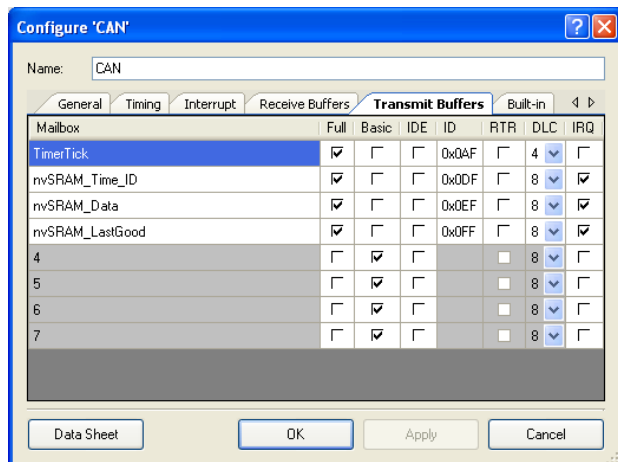 Configure 'CAN'
Name: CAN
General Timing Interrupt Receive Buffers Transmit Buffers Built-in
Mailbox Full Basic IDE ID RTR DLC IRQ
TimerTick 0x0AF 4
nvSRAM_Time_ID 0x0DF 8
nvSRAM_Data 0x0EF 8
nvSRAM_LastGood 0x0FF 8
4 8
5 8
6 8
7 8
Data Sheet OK Apply Cancel